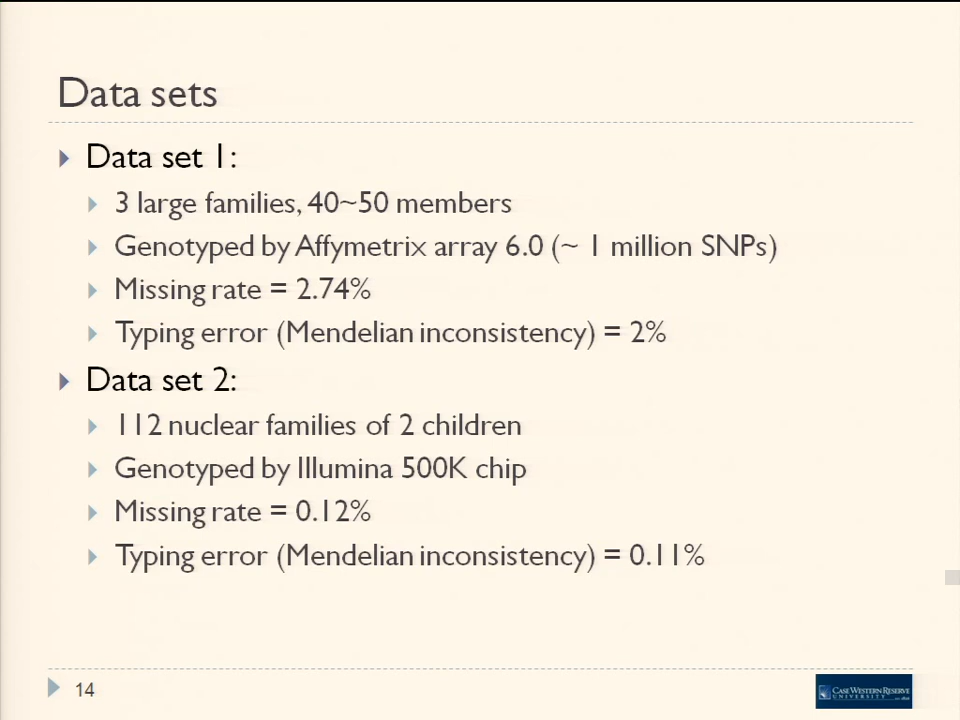 Data sets
Data set 1:
3 large families, 40~50 members
Genotyped by Affymetrix array 6.0 (~ 1 million SNPs)
Missing rate = 2.74%
Typing error (Mendelian inconsistency) = 2%
Data set 2:
112 nuclear families of 2 children
Genotyped by Illumina 500K chip
Missing rate = 0.12%
Typing error (Mendelian inconsistency) = 0.11%
14
CASE WESTERN RESERVE
UNIVERSITY